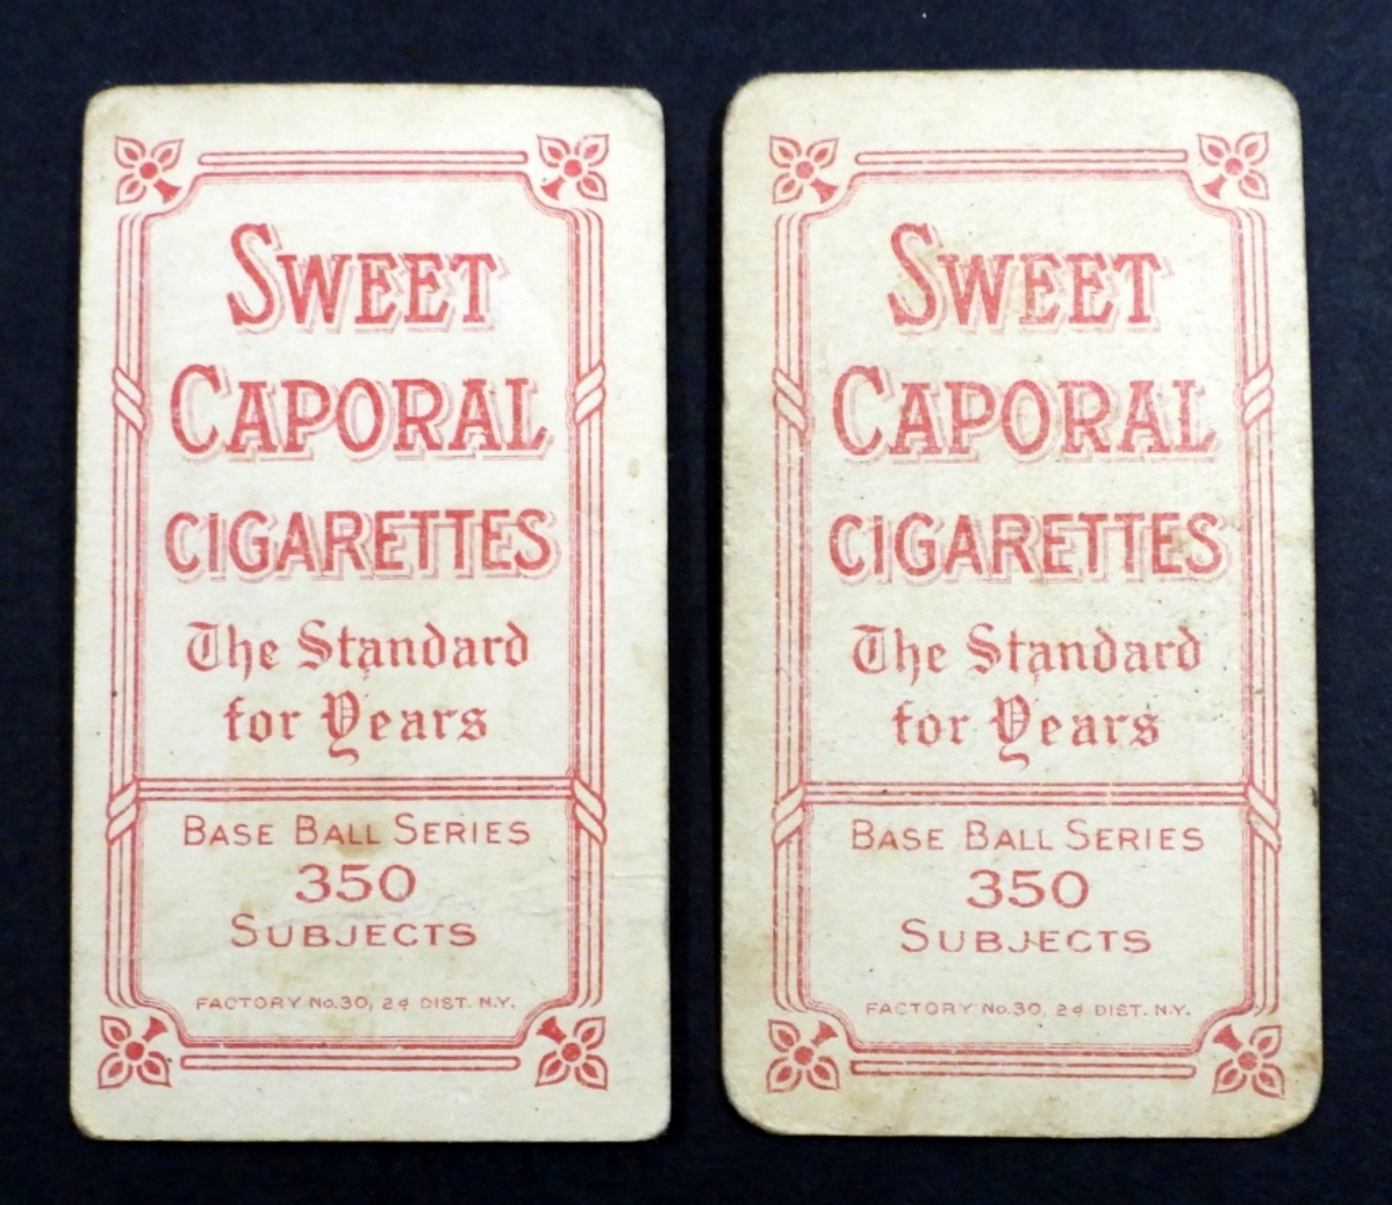 SWEET
CAPORAL
CIGARETTES
The Standard
for Years
BASE BALL SERIES
350
SUBJECTS
FACTORY No. 30, 2d DIST. N.Y.
SWEET
CAPORAL
CIGARETTES
The Standard
for Years
BASE BALL SERIES
350
SUBJECTS
FACTORY No. 30, 2d DIST. N.Y.